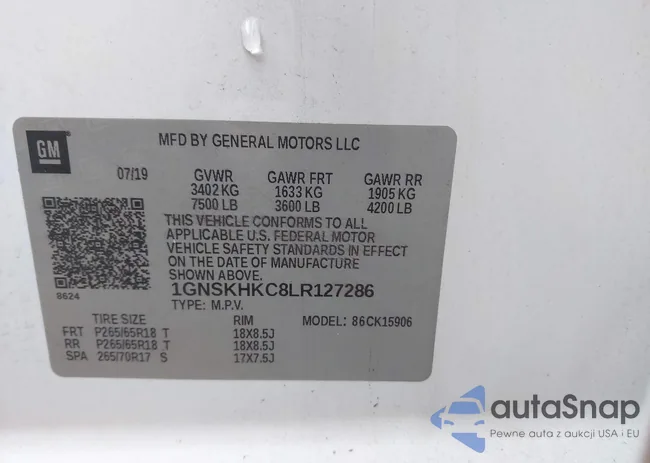 GM
MFD BY GENERAL MOTORS LLC
07/19 GVWR GAWR FRT GAWR RR
3402 KG 1633 KG 1905 KG
7500 LB 3600 LB 4200 LB
THIS VEHICLE CONFORMS TO ALL
APPLICABLE U.S. FEDERAL MOTOR
VEHICLE SAFETY STANDARDS IN EFFECT
ON THE DATE OF MANUFACTURE
SHOWN ABOVE.
8624
1GNSKHKC8LR127286
TYPE: M.P.V.
TIRE SIZE RIM MODEL: 86CK15906
FRT P265/65R18 T 18X8.5J
RR P265/65R18 T 18X8.5J
SPA 265/70R17 S 17X7.5J
autaSnap
Pewne auta z aukcji USA i EU